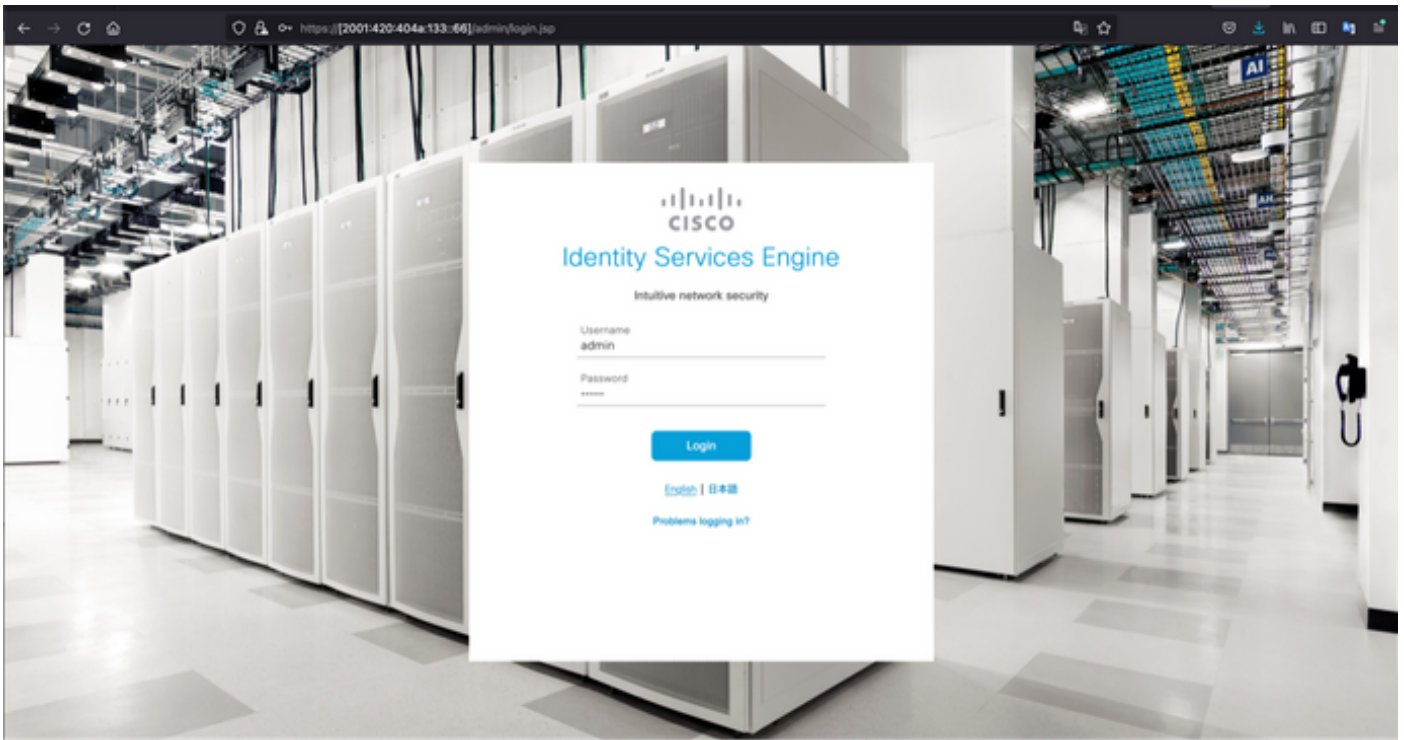 https://[2001:420:404a:133::66]/admin/login.jsp
AI
AH
CISCO
Identity Services Engine
Intuitive network security
Username
admin
Password
Login
English | 日本語
Problems logging in?